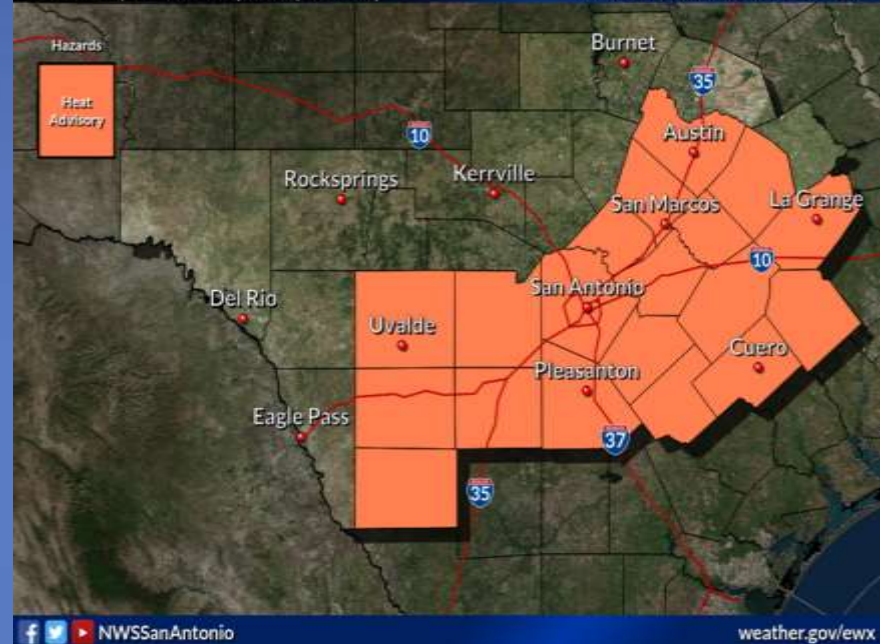 Hazards
Heat
Advisory
Burnet
35
Austin
10
Rocksprings
Kerrville
San Marcos
La Grange
10
Del Rio
San Antonio
Uvalde
Cuero
Pleasanton
Eagle Pass
37
35
NWSSanAntonio
weather.gov/ewx